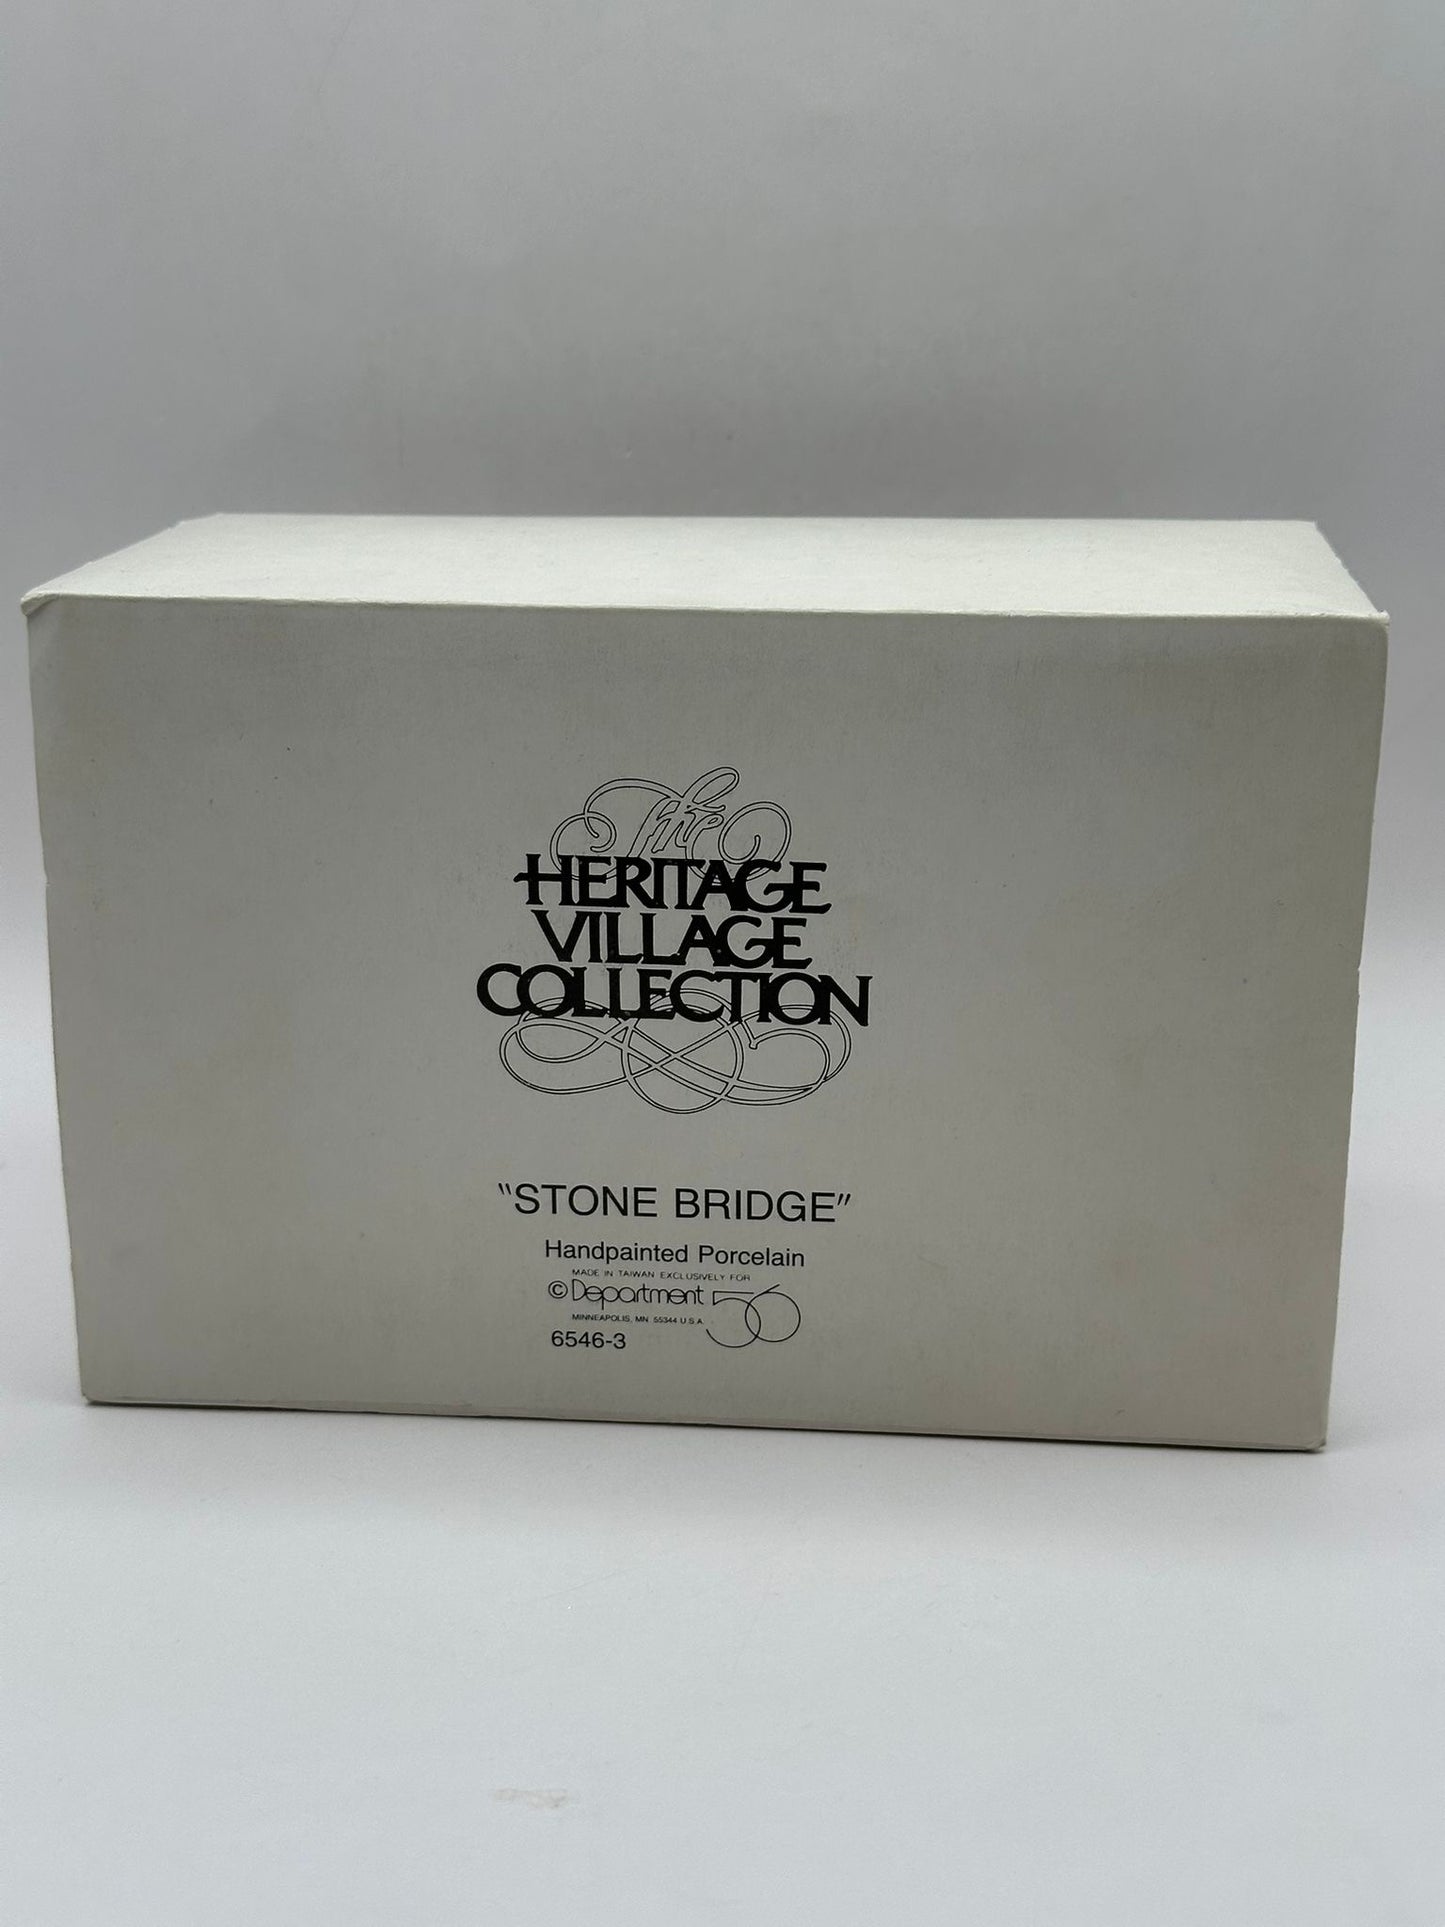 The
HERITAGE
VILLAGE
COLLECTION
"STONE BRIDGE"
Handpainted Porcelain
MADE IN TAIWAN EXCLUSIVELY FOR
© Department 56
MINNEAPOLIS, MN 55344 U.S.A.
6546-3